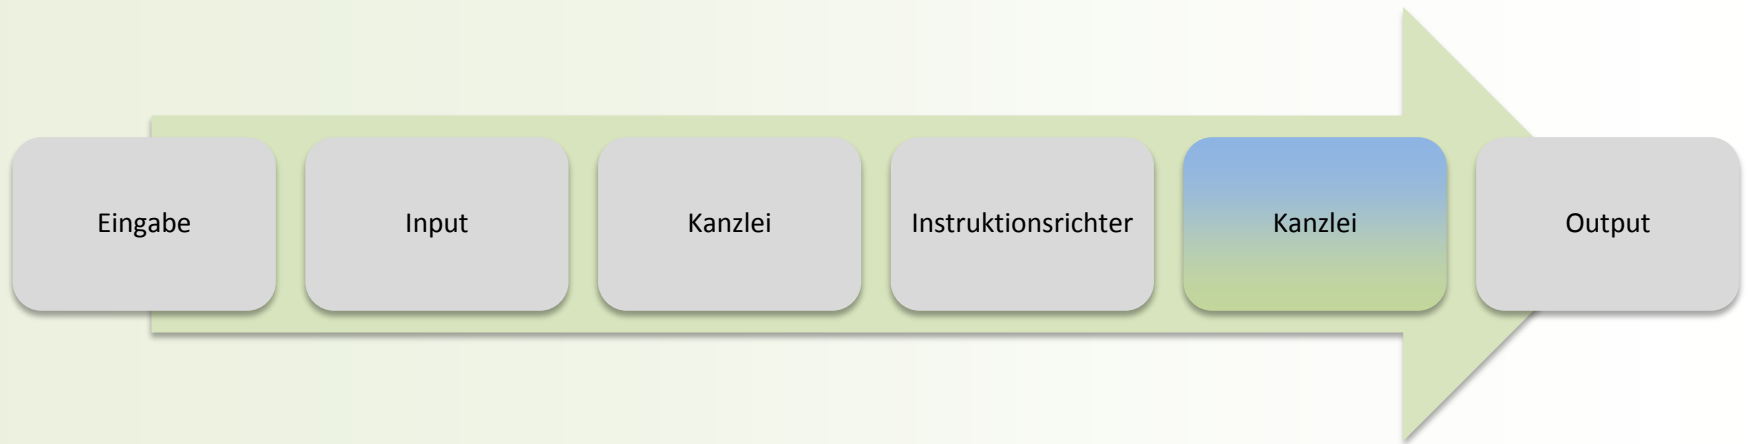 Eingabe
Input
Kanzlei
Instruktionsrichter
Kanzlei
Output